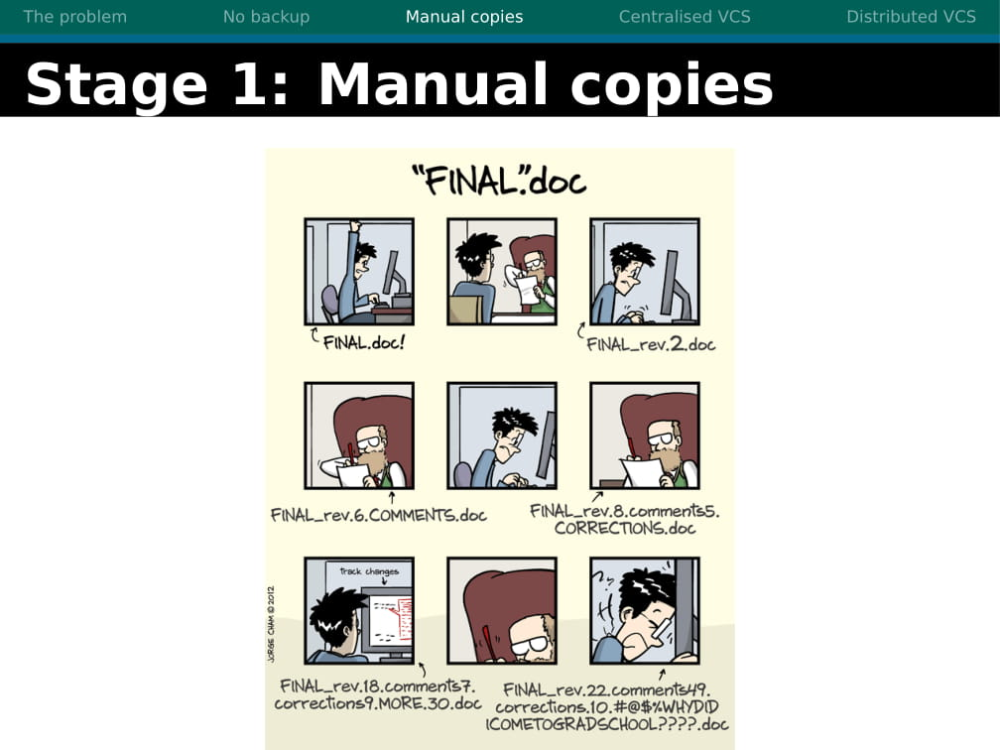 The problem No backup Manual copies Centralised VCS Distributed VCS
Stage 1: Manual copies
"FINAL".doc
FINAL.doc!
FINAL_rev.2.doc
FINAL_rev.6.COMMENTS.doc
FINAL_rev.8.comments5.
CORRECTIONS.doc
Track changes
JORGE CHAM © 2012
FINAL_rev.18.comments7.
corrections9.MORE.30.doc
FINAL_rev.22.comments49.
corrections.10.#@$%WHYDID
ICOMETOGRADSCHOOL????.doc